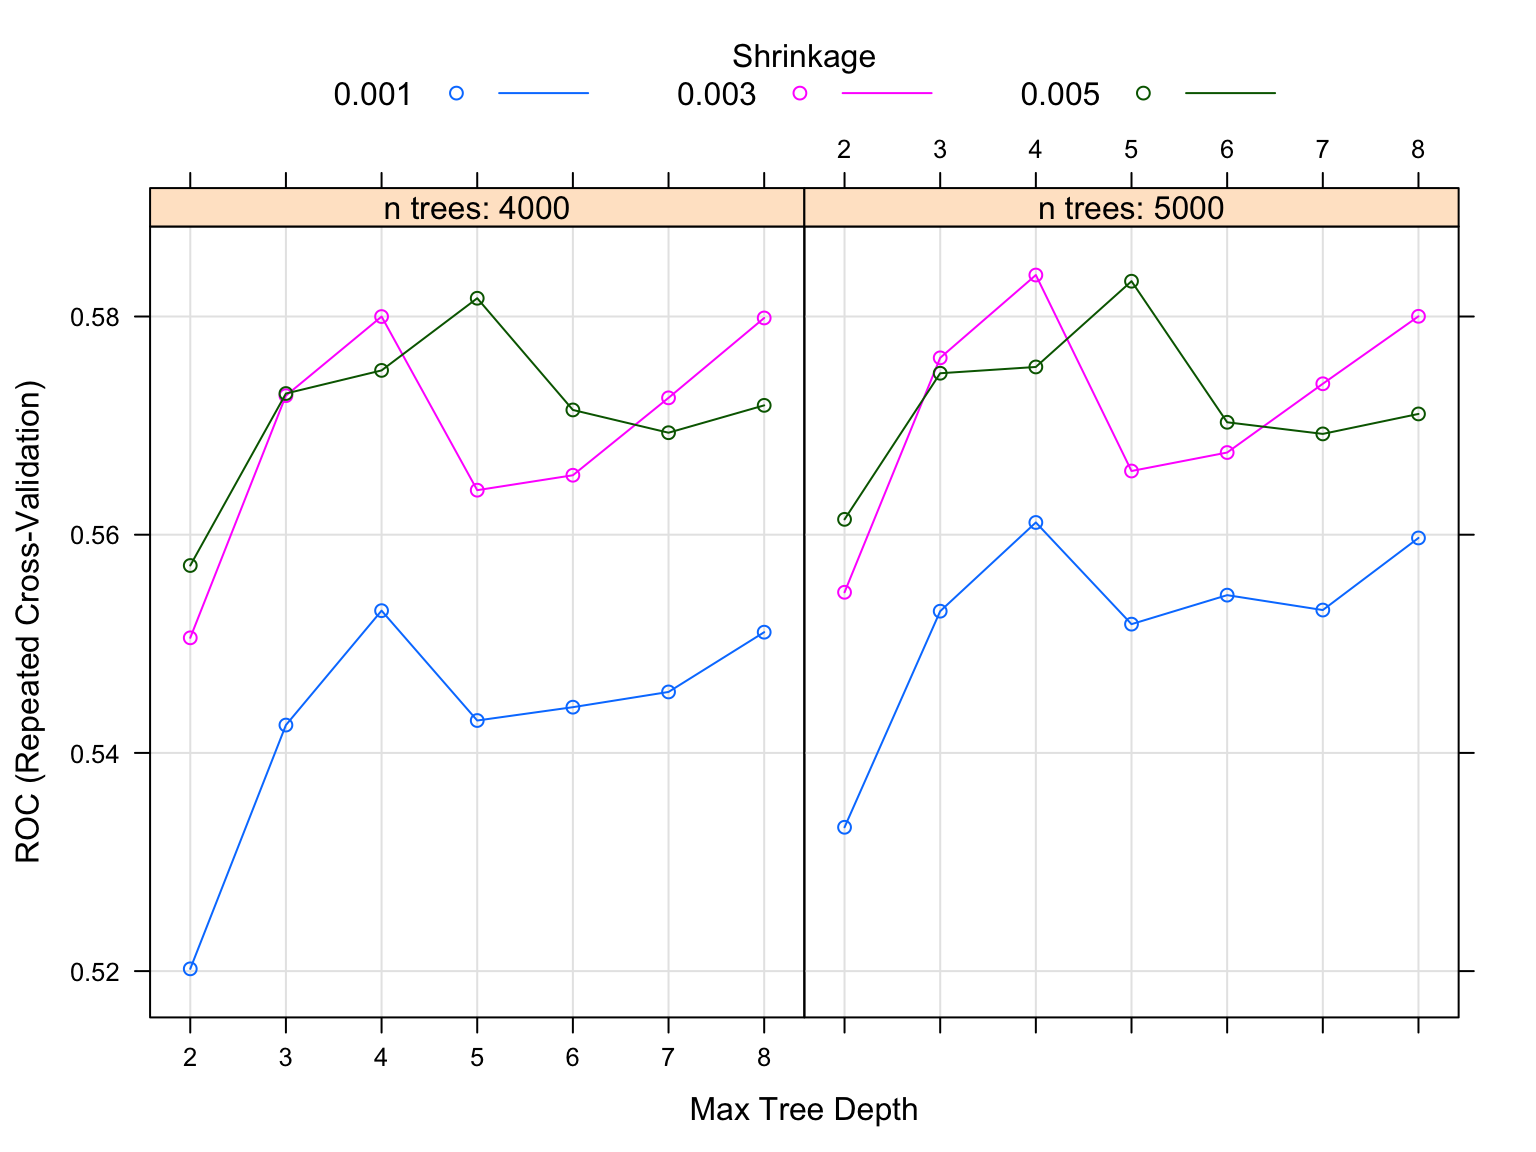 Shrinkage
0.001 0.003 0.005
2 3 4 5 6 7 8
n trees: 4000 n trees: 5000
0.58
0.56
0.54
0.52
ROC (Repeated Cross-Validation)
2 3 4 5 6 7 8
Max Tree Depth